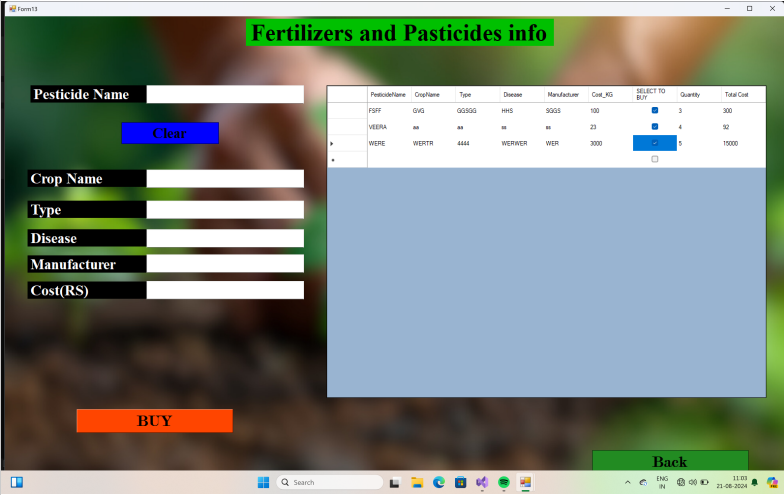 Form13
Fertilizers and Pasticides info
Pesticide Name
Clear
Crop Name
Type
Disease
Manufacturer
Cost(RS)
BUY
PesticideName CropName Type Disease Manufacturer Cost_KG SELECT TO BUY Quantity Total Cost
FSFF GVG GGSGG HHS SGGS 100 3 300
VEERA aa aa ss ss 23 4 92
WERE WERTR 4444 WERWER WER 3000 5 15000
Back
Search
ENG
IN
11:03
21-08-2024